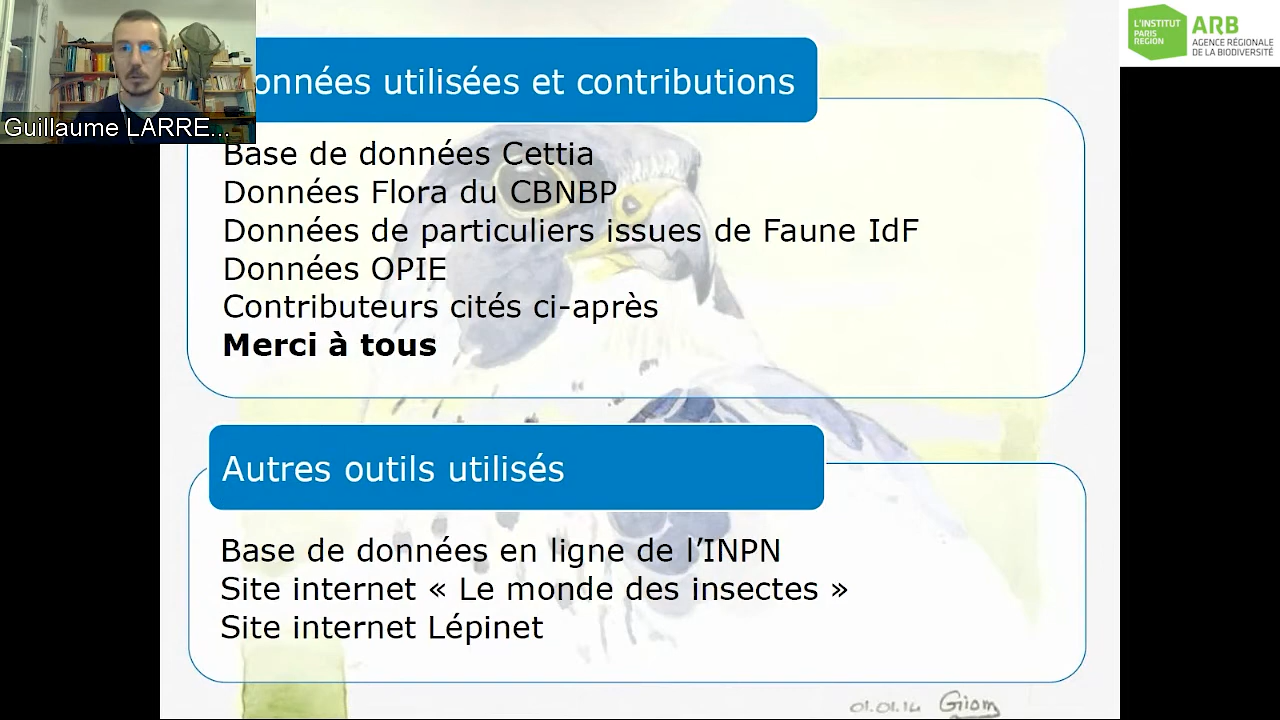 L'INSTITUT
PARIS
REGION
ARB
AGENCE RÉGIONALE
DE LA BIODIVERSITÉ
onnées utilisées et contributions
Guillaume LARRE...
Base de données Cettia
Données Flora du CBNBP
Données de particuliers issues de Faune IdF
Données OPIE
Contributeurs cités ci-après
Merci à tous
Autres outils utilisés
Base de données en ligne de l’INPN
Site internet « Le monde des insectes »
Site internet Lépinet
01.01.14 Giom